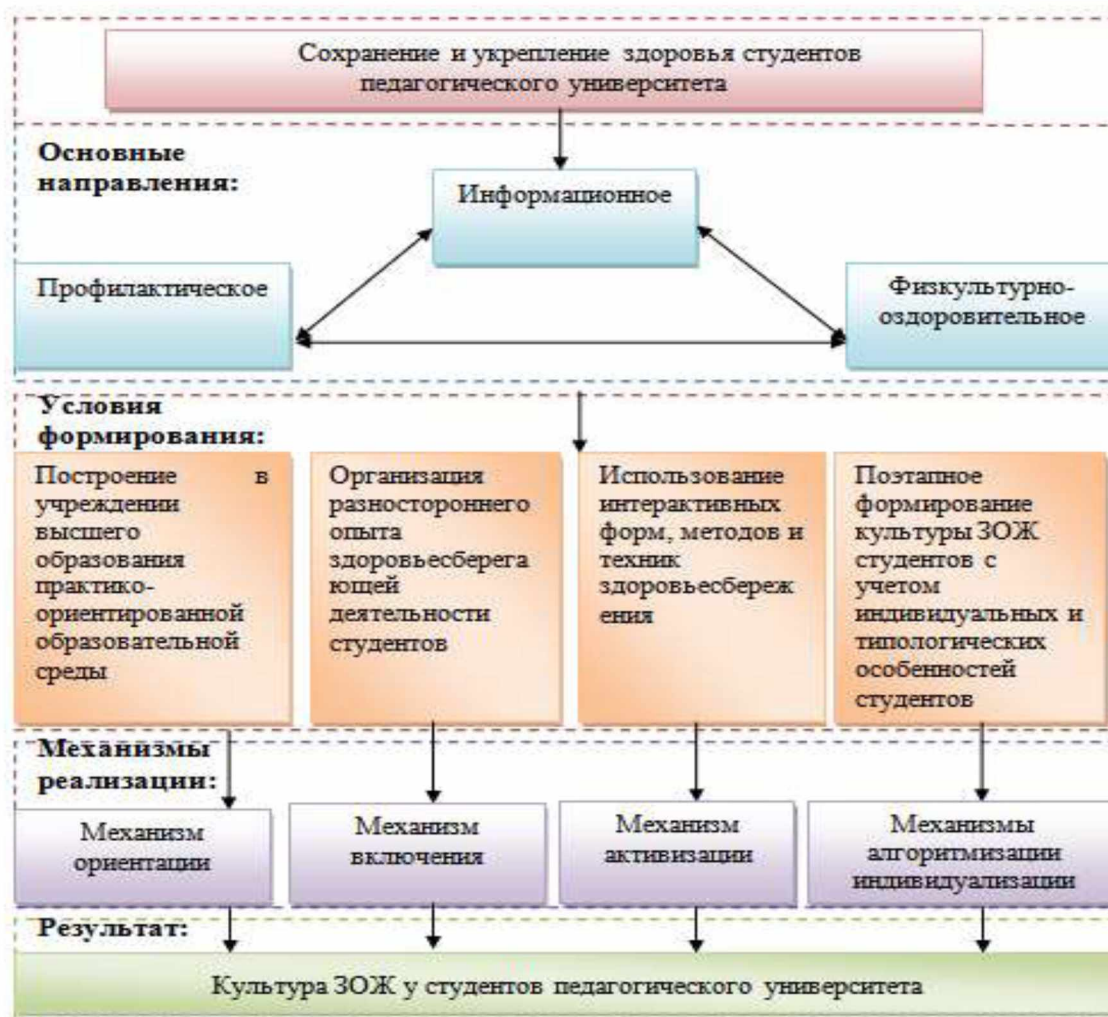 Сохранение и укрепление здоровья студентов
педагогического университета
Основные
направления:
Информационное
Профилактическое
Физкультурно-
оздоровительное
Условия
формирования:
Построение в
учреждении
высшего
образования
практико-
ориентированной
образовательной
среды
Организация
разностороннего
опыта
здоровьесберега
ющей
деятельности
студентов
Использование
интерактивных
форм, методов и
техник
здоровьесбереж
ения
Поэтапное
формирование
культуры ЗОЖ
студентов с
учетом
индивидуальных и
типологических
особенностей
студентов
Механизмы
реализации:
Механизм
ориентации
Механизм
включения
Механизм
активизации
Механизмы
алгоритмизации
индивидуализации
Результат:
Культура ЗОЖ у студентов педагогического университета